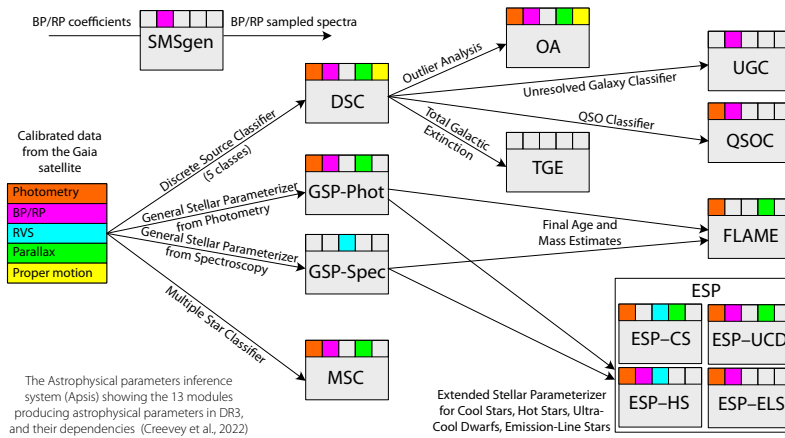 BP/RP coefficients
SMSgen
BP/RP sampled spectra
Calibrated data
from the Gaia
satellite
Photometry
BP/RP
RVS
Parallax
Proper motion
Discrete Source Classifier
(5 classes)
General Stellar Parameterizer
from Photometry
General Stellar Parameterizer
from Spectroscopy
Multiple Star Classifier
DSC
GSP-Phot
GSP-Spec
MSC
Outlier Analysis
Unresolved Galaxy Classifier
QSO Classifier
Total Galactic
Extinction
OA
TGE
UGC
QSOC
Final Age and
Mass Estimates
FLAME
ESP
ESP–CS
ESP–UCD
ESP–HS
ESP–ELS
Extended Stellar Parameterizer
for Cool Stars, Hot Stars, Ultra-
Cool Dwarfs, Emission-Line Stars
The Astrophysical parameters inference
system (Apsis) showing the 13 modules
producing astrophysical parameters in DR3,
and their dependencies (Creevey et al., 2022)